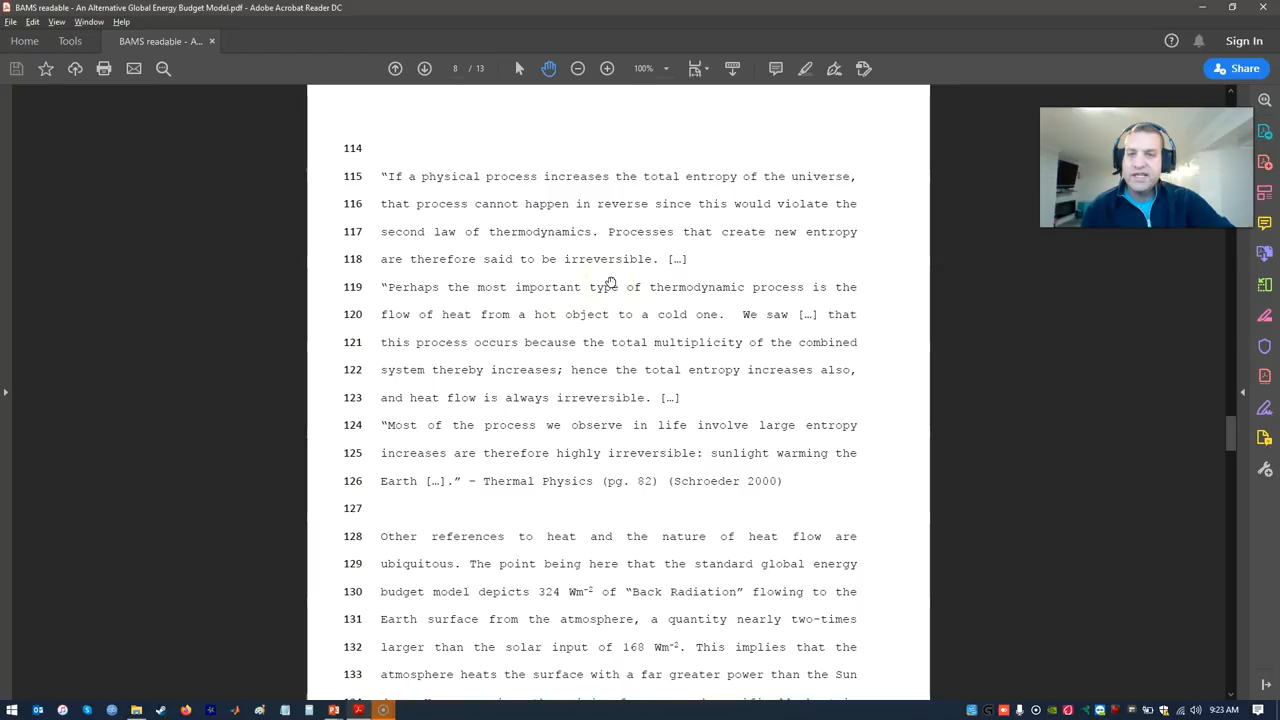 BAMS readable - An Alternative Global Energy Budget Model.pdf - Adobe Acrobat Reader DC
File Edit View Window Help
Home Tools BAMS readable - A... × Sign In
8 / 13 100% Share
114
115 “If a physical process increases the total entropy of the universe,
116 that process cannot happen in reverse since this would violate the
117 second law of thermodynamics. Processes that create new entropy
118 are therefore said to be irreversible. […]
119 “Perhaps the most important type of thermodynamic process is the
120 flow of heat from a hot object to a cold one. We saw […] that
121 this process occurs because the total multiplicity of the combined
122 system thereby increases; hence the total entropy increases also,
123 and heat flow is always irreversible. […]
124 “Most of the process we observe in life involve large entropy
125 increases are therefore highly irreversible: sunlight warming the
126 Earth […].” – Thermal Physics (pg. 82) (Schroeder 2000)
127
128 Other references to heat and the nature of heat flow are
129 ubiquitous. The point being here that the standard global energy
130 budget model depicts 324 Wm⁻² of “Back Radiation” flowing to the
131 Earth surface from the atmosphere, a quantity nearly two-times
132 larger than the solar input of 168 Wm⁻². This implies that the
133 atmosphere heats the surface with a far greater power than the Sun
9:23 AM